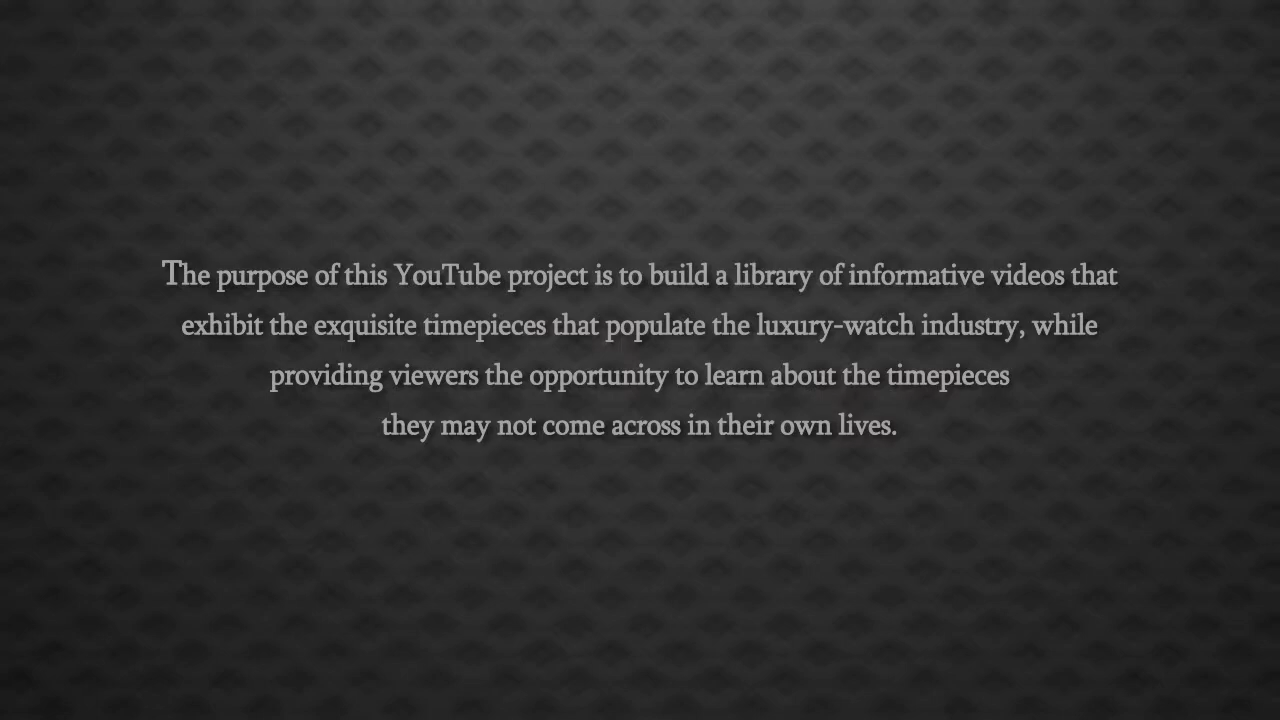 The purpose of this YouTube project is to build a library of informative videos that
exhibit the exquisite timepieces that populate the luxury-watch industry, while
providing viewers the opportunity to learn about the timepieces
they may not come across in their own lives.